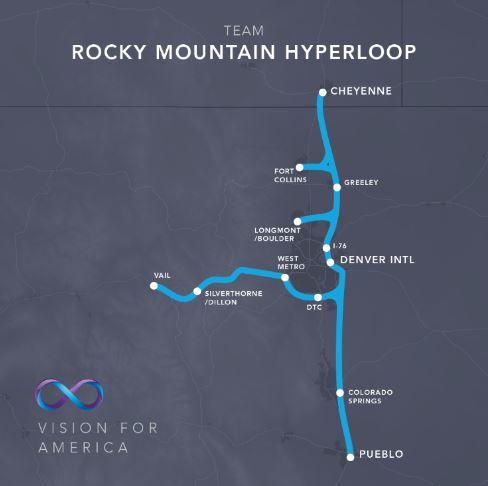 TEAM
ROCKY MOUNTAIN HYPERLOOP
CHEYENNE
FORT
COLLINS
GREELEY
LONGMONT
/BOULDER
I-76
WEST
METRO
DENVER INTL
VAIL
SILVERTHORNE
/DILLON
DTC
COLORADO
SPRINGS
VISION FOR
AMERICA
PUEBLO